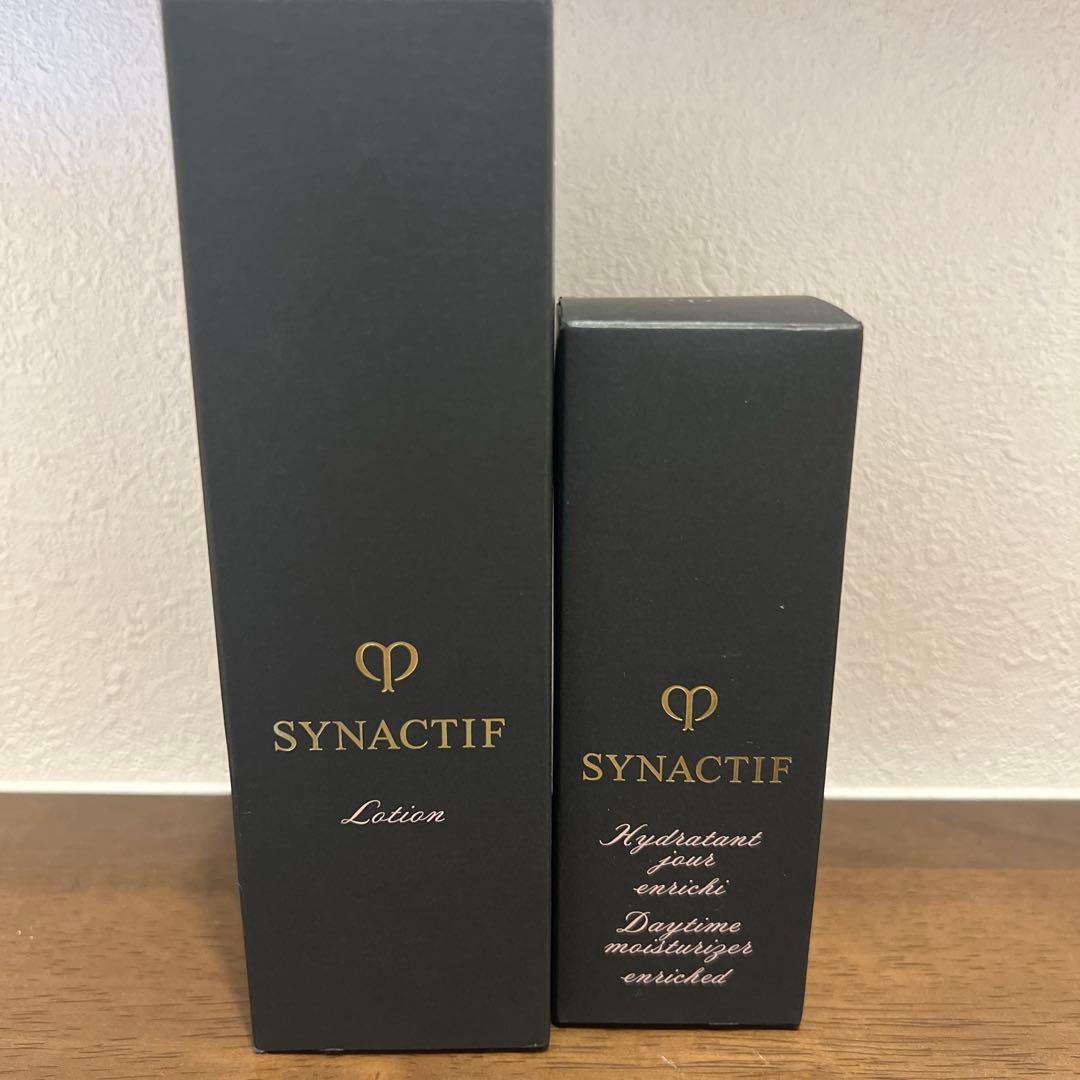 SYNACTIF
Lotion
SYNACTIF
Hydratant
jour
enrichi
Daytime
moisturizer
enriched